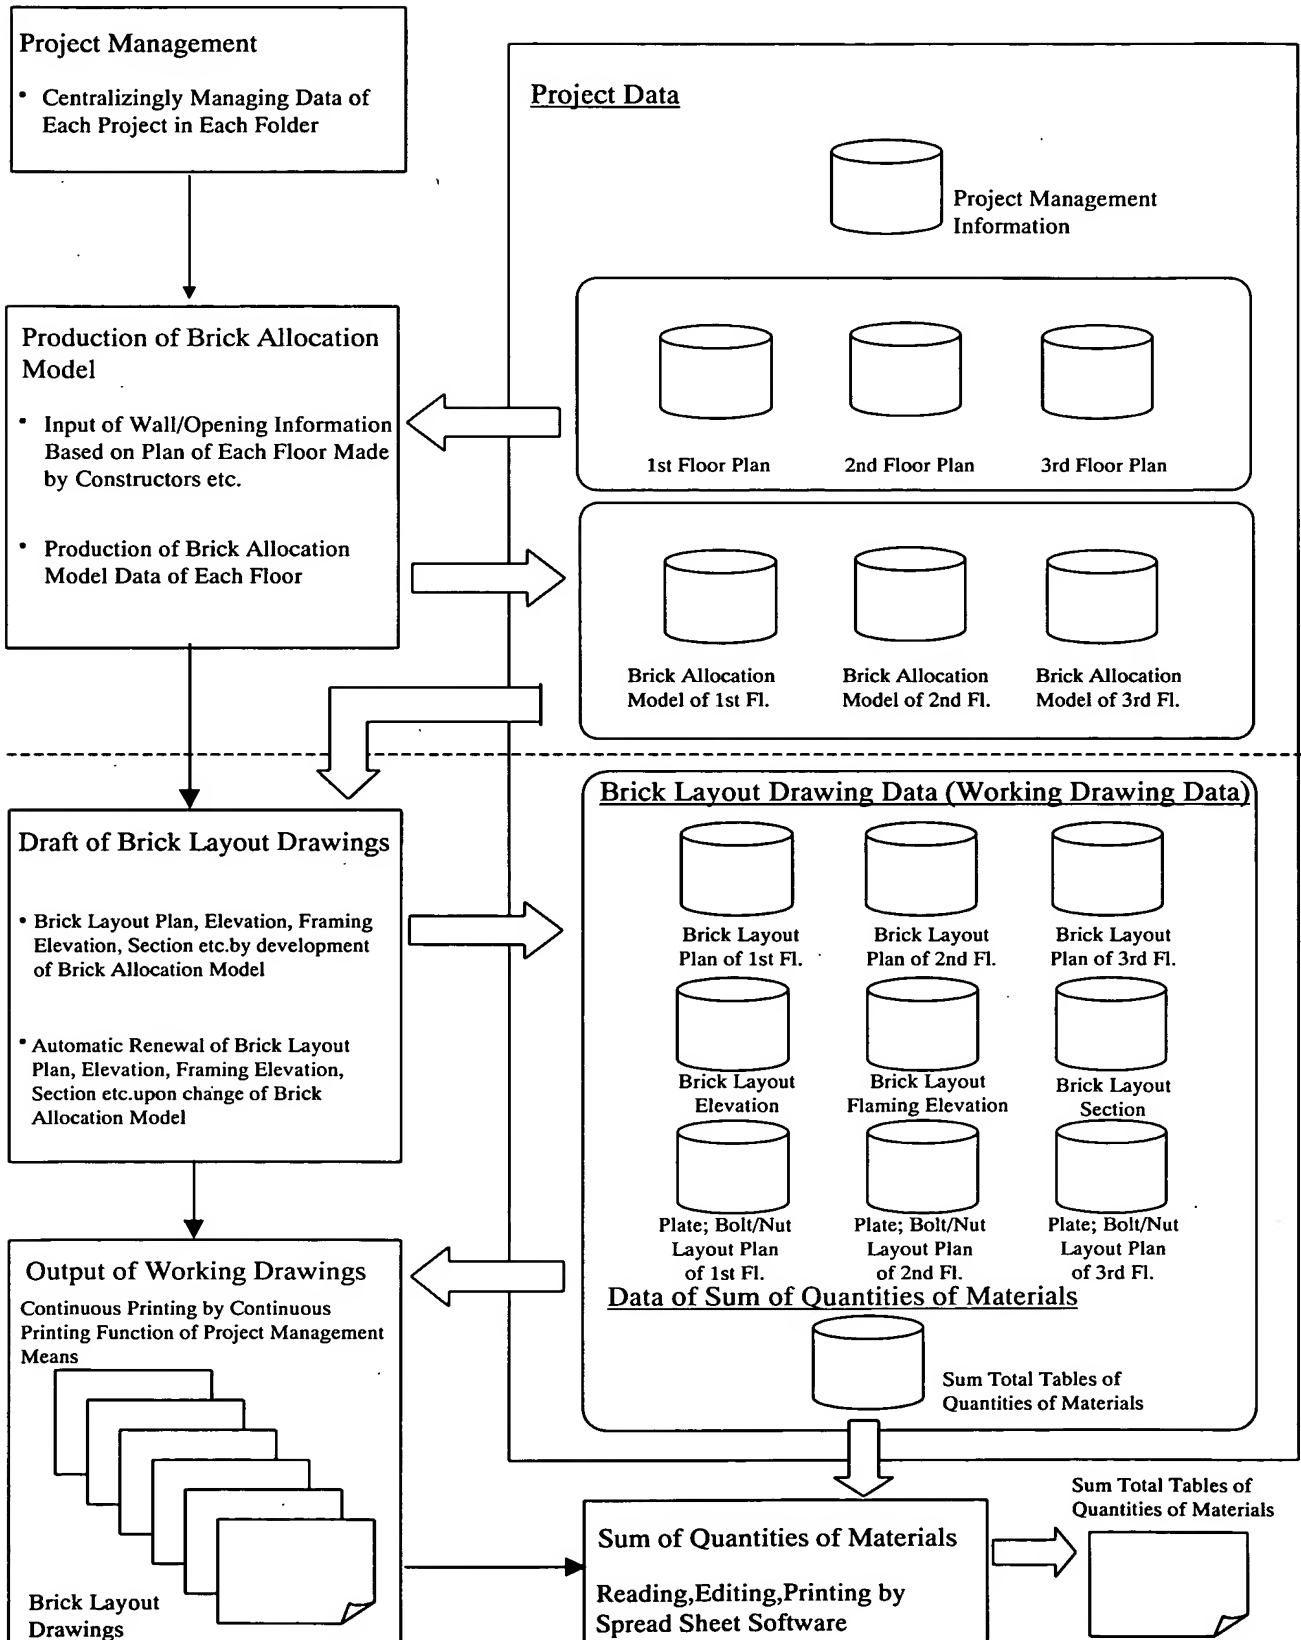 Project Management
• Centralizingly Managing Data of
Each Project in Each Folder
Project Data
Project Management
Information
Production of Brick Allocation
Model
• Input of Wall/Opening Information
Based on Plan of Each Floor Made
by Constructors etc.
• Production of Brick Allocation
Model Data of Each Floor
1st Floor Plan
2nd Floor Plan
3rd Floor Plan
Brick Allocation
Model of 1st Fl.
Brick Allocation
Model of 2nd Fl.
Brick Allocation
Model of 3rd Fl.
Draft of Brick Layout Drawings
• Brick Layout Plan, Elevation, Framing
Elevation, Section etc.by development
of Brick Allocation Model
• Automatic Renewal of Brick Layout
Plan, Elevation, Framing Elevation,
Section etc.upon change of Brick
Allocation Model
Brick Layout Drawing Data (Working Drawing Data)
Brick Layout
Plan of 1st Fl.
Brick Layout
Plan of 2nd Fl.
Brick Layout
Plan of 3rd Fl.
Brick Layout
Elevation
Brick Layout
Flaming Elevation
Brick Layout
Section
Plate; Bolt/Nut
Layout Plan
of 1st Fl.
Plate; Bolt/Nut
Layout Plan
of 2nd Fl.
Plate; Bolt/Nut
Layout Plan
of 3rd Fl.
Data of Sum of Quantities of Materials
Sum Total Tables of
Quantities of Materials
Output of Working Drawings
Continuous Printing by Continuous
Printing Function of Project Management
Means
Brick Layout
Drawings
Sum of Quantities of Materials
Reading,Editing,Printing by
Spread Sheet Software
Sum Total Tables of
Quantities of Materials